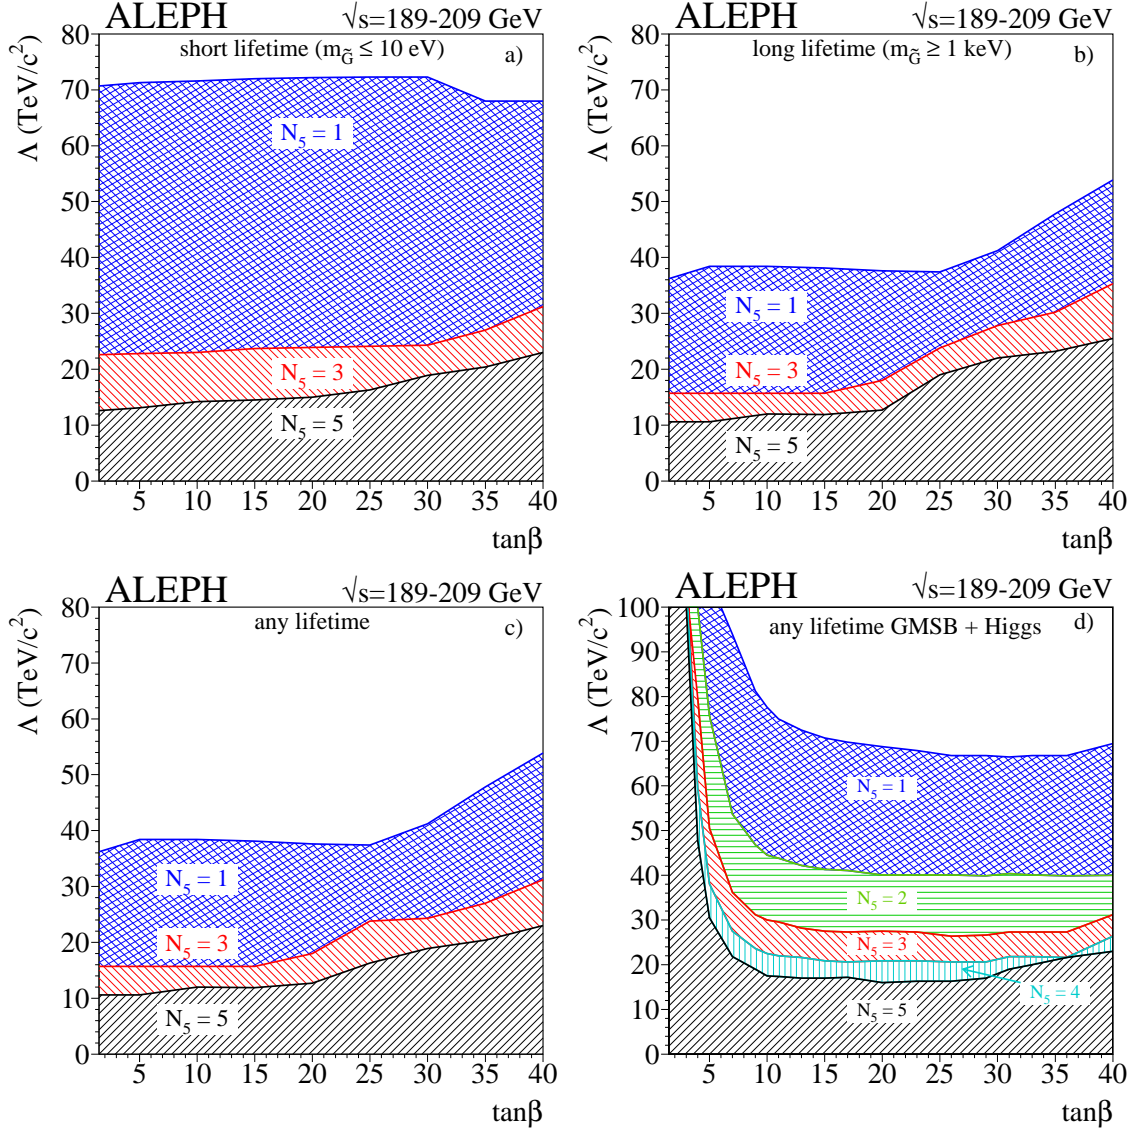 ALEPH √s=189-209 GeV
short lifetime (m_G̃ ≤ 10 eV) a)
Λ (TeV/c²)
80
70
60
50
40
30
20
10
0
N₅ = 1
N₅ = 3
N₅ = 5
5 10 15 20 25 30 35 40
tanβ
ALEPH √s=189-209 GeV
long lifetime (m_G̃ ≥ 1 keV) b)
Λ (TeV/c²)
80
70
60
50
40
30
20
10
0
N₅ = 1
N₅ = 3
N₅ = 5
5 10 15 20 25 30 35 40
tanβ
ALEPH √s=189-209 GeV
any lifetime c)
Λ (TeV/c²)
80
70
60
50
40
30
20
10
0
N₅ = 1
N₅ = 3
N₅ = 5
5 10 15 20 25 30 35 40
tanβ
ALEPH √s=189-209 GeV
any lifetime GMSB + Higgs d)
Λ (TeV/c²)
100
90
80
70
60
50
40
30
20
10
0
N₅ = 1
N₅ = 2
N₅ = 3
N₅ = 4
N₅ = 5
5 10 15 20 25 30 35 40
tanβ